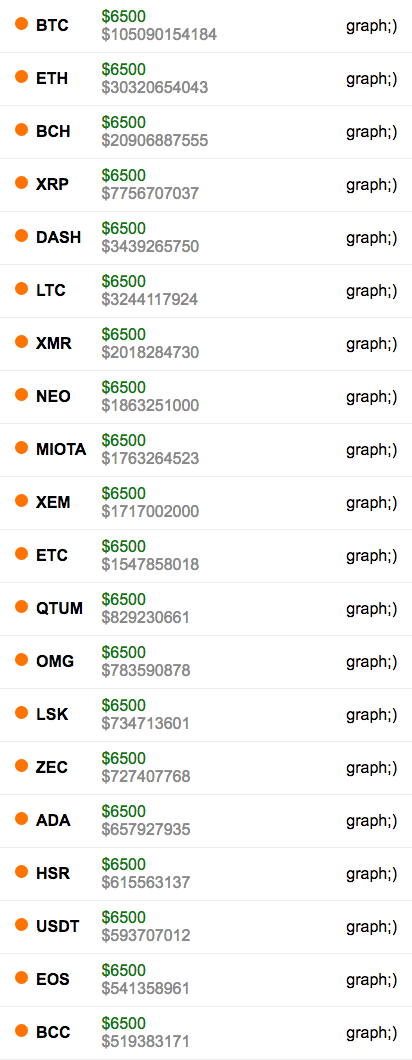 BTC $6500 graph;)
$105090154184
ETH $6500 graph;)
$30320654043
BCH $6500 graph;)
$20906887555
XRP $6500 graph;)
$7756707037
DASH $6500 graph;)
$3439265750
LTC $6500 graph;)
$3244117924
XMR $6500 graph;)
$2018284730
NEO $6500 graph;)
$1863251000
MIOTA $6500 graph;)
$1763264523
XEM $6500 graph;)
$1717002000
ETC $6500 graph;)
$1547858018
QTUM $6500 graph;)
$829230661
OMG $6500 graph;)
$783590878
LSK $6500 graph;)
$734713601
ZEC $6500 graph;)
$727407768
ADA $6500 graph;)
$657927935
HSR $6500 graph;)
$615563137
USDT $6500 graph;)
$593707012
EOS $6500 graph;)
$541358961
BCC $6500 graph;)
$519383171